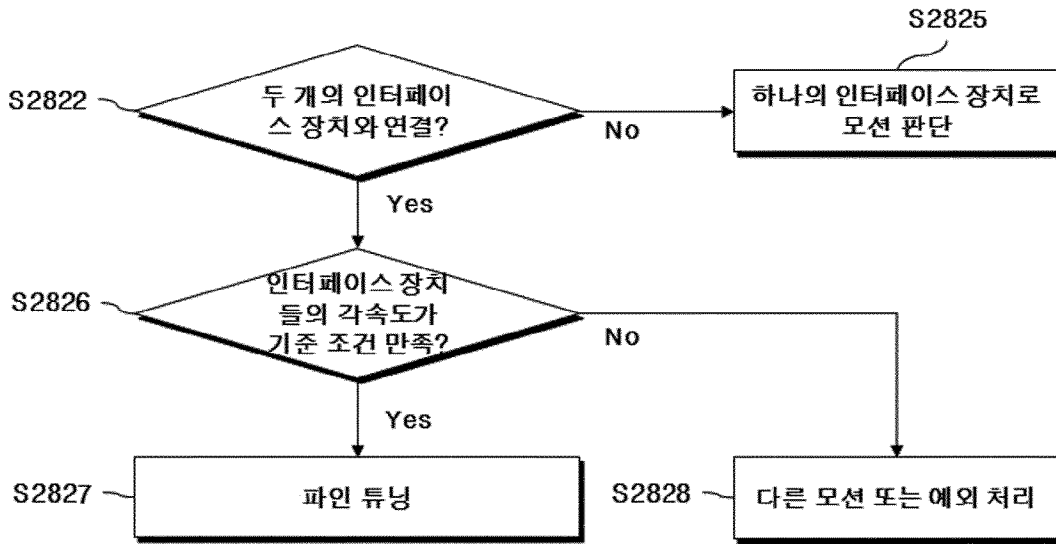 S2825
S2822
두 개의 인터페이
스 장치와 연결?
하나의 인터페이스 장치로
모션 판단
No
Yes
S2826
인터페이스 장치
들의 각속도가
기준 조건 만족?
No
Yes
S2827
파인 튜닝
S2828
다른 모션 또는 예외 처리